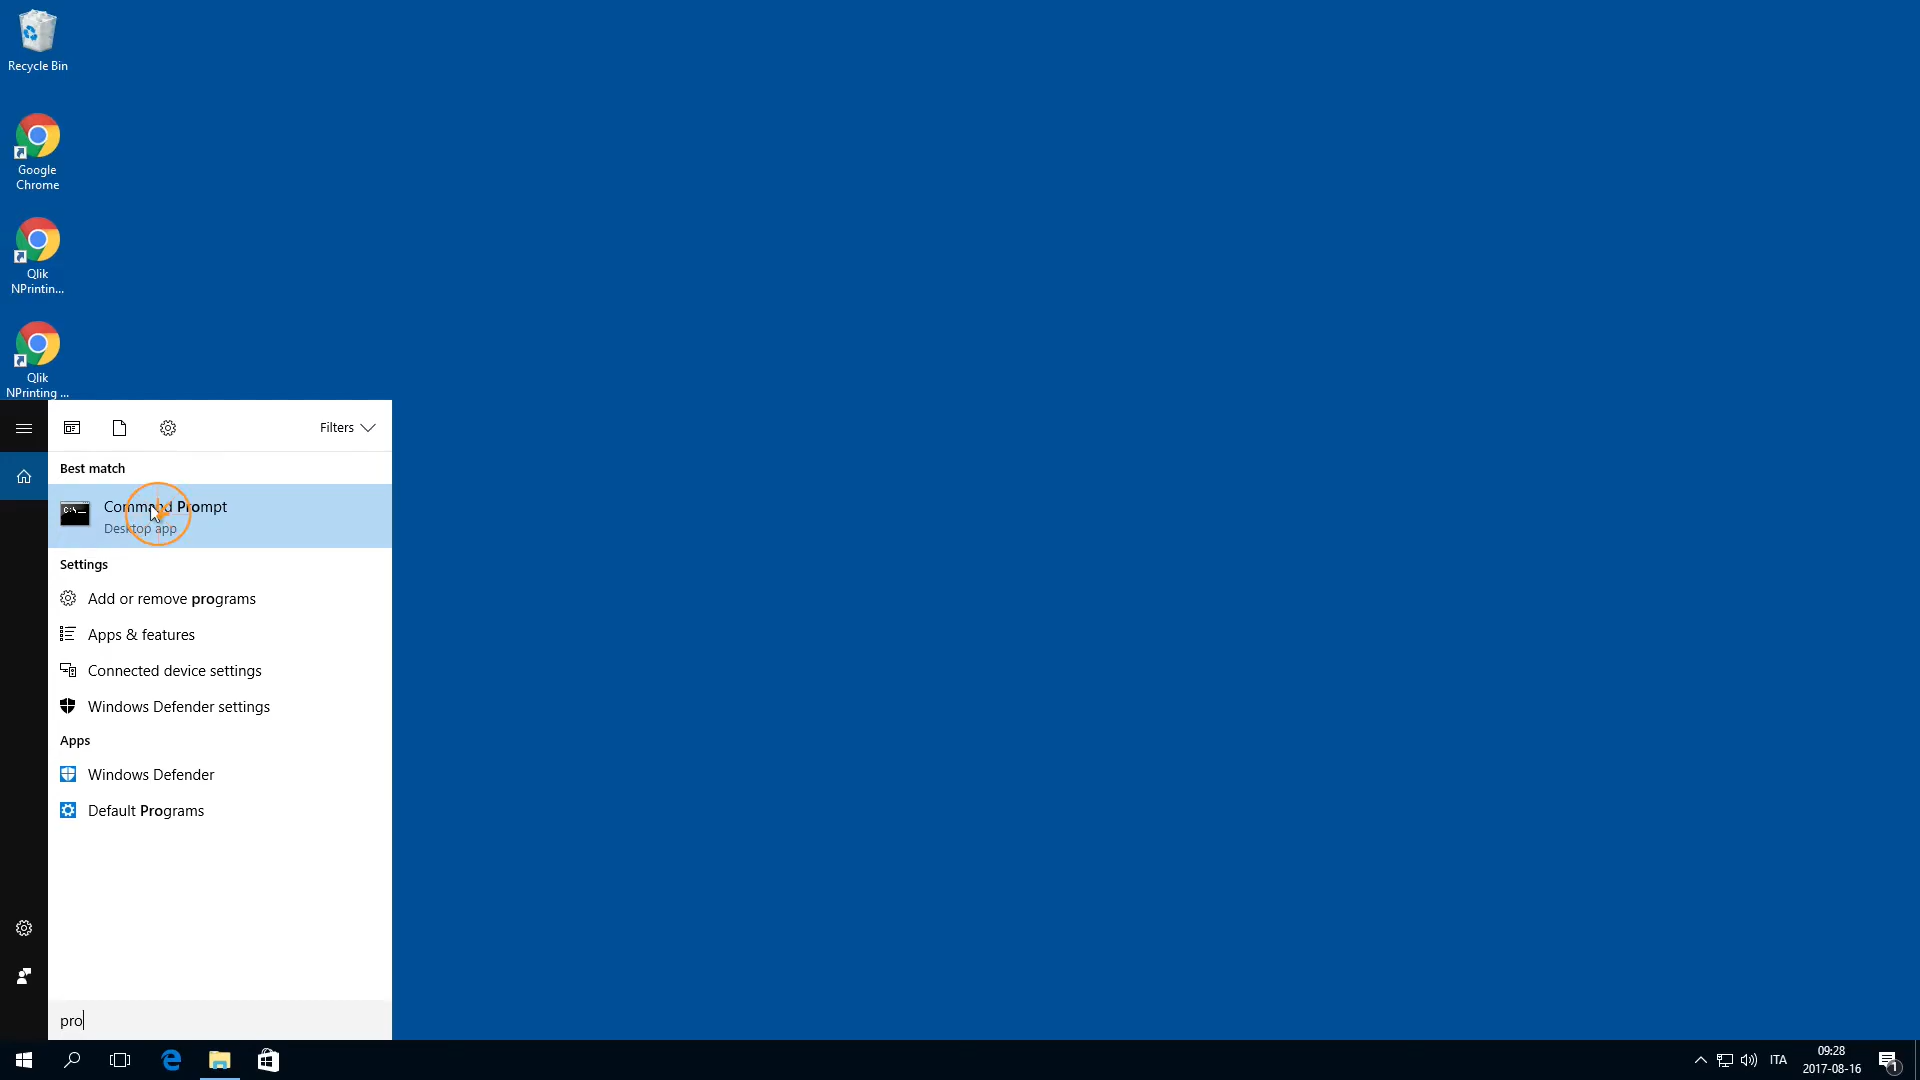 Recycle Bin
Google
Chrome
Qlik
NPrintin...
Qlik
NPrinting ...
Filters
Best match
Command Prompt
Desktop app
Settings
Add or remove programs
Apps & features
Connected device settings
Windows Defender settings
Apps
Windows Defender
Default Programs
pro
ITA
09:28
2017-08-16
1